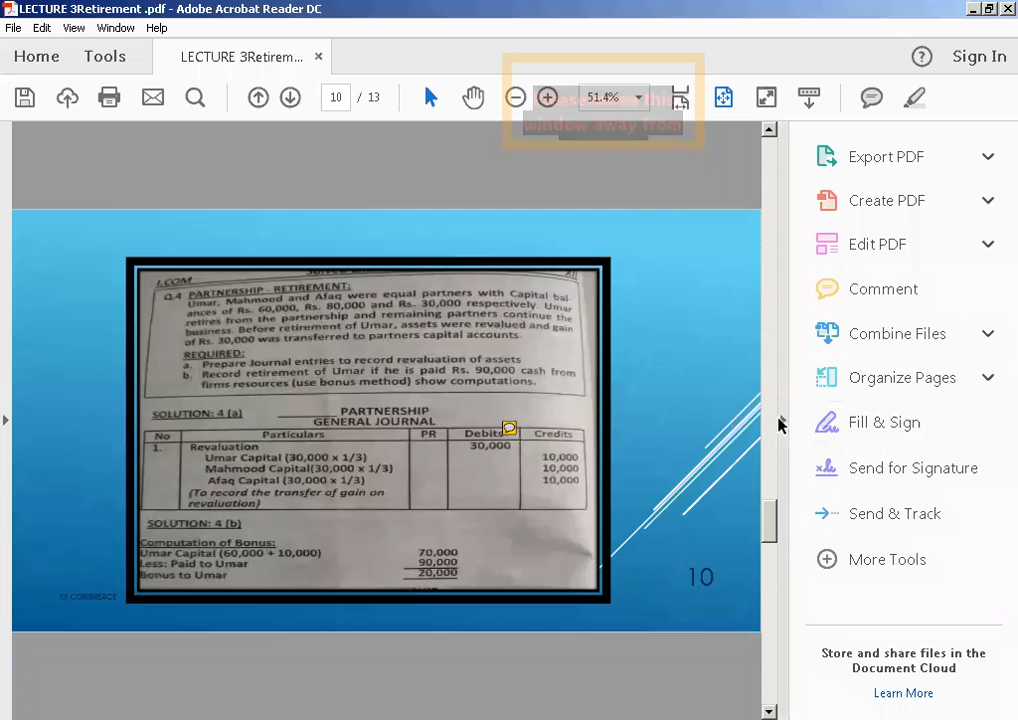 LECTURE 3Retirement .pdf - Adobe Acrobat Reader DC
File Edit View Window Help
Home Tools LECTURE 3Retirem... × Sign In
10 / 13 51.4%
this
window away from
Export PDF
Create PDF
Edit PDF
Comment
Combine Files
Organize Pages
Fill & Sign
Send for Signature
Send & Track
More Tools
Store and share files in the
Document Cloud
Learn More
I.COM XII
Q.4 PARTNERSHIP - RETIREMENT:
Umar, Mahmood and Afaq were equal partners with Capital bal-
ances of Rs. 60,000, Rs. 80,000 and Rs. 30,000 respectively. Umar
retires from the partnership and remaining partners continue the
business. Before retirement of Umar, assets were revalued and gain
of Rs. 30,000 was transferred to partners capital accounts.
REQUIRED:
a. Prepare Journal entries to record revaluation of assets
b. Record retirement of Umar if he is paid Rs. 90,000 cash from
firms resources (use bonus method) show computations.
SOLUTION: 4 (a) ________ PARTNERSHIP
GENERAL JOURNAL
No Particulars PR Debits Credits
1. Revaluation 30,000
Umar Capital (30,000 x 1/3) 10,000
Mahmood Capital(30,000 x 1/3) 10,000
Afaq Capital (30,000 x 1/3) 10,000
(To record the transfer of gain on
revaluation)
SOLUTION: 4 (b)
Computation of Bonus:
Umar Capital (60,000 + 10,000) 70,000
Less: Paid to Umar 90,000
Bonus to Umar 20,000
XII COMMERCE
10